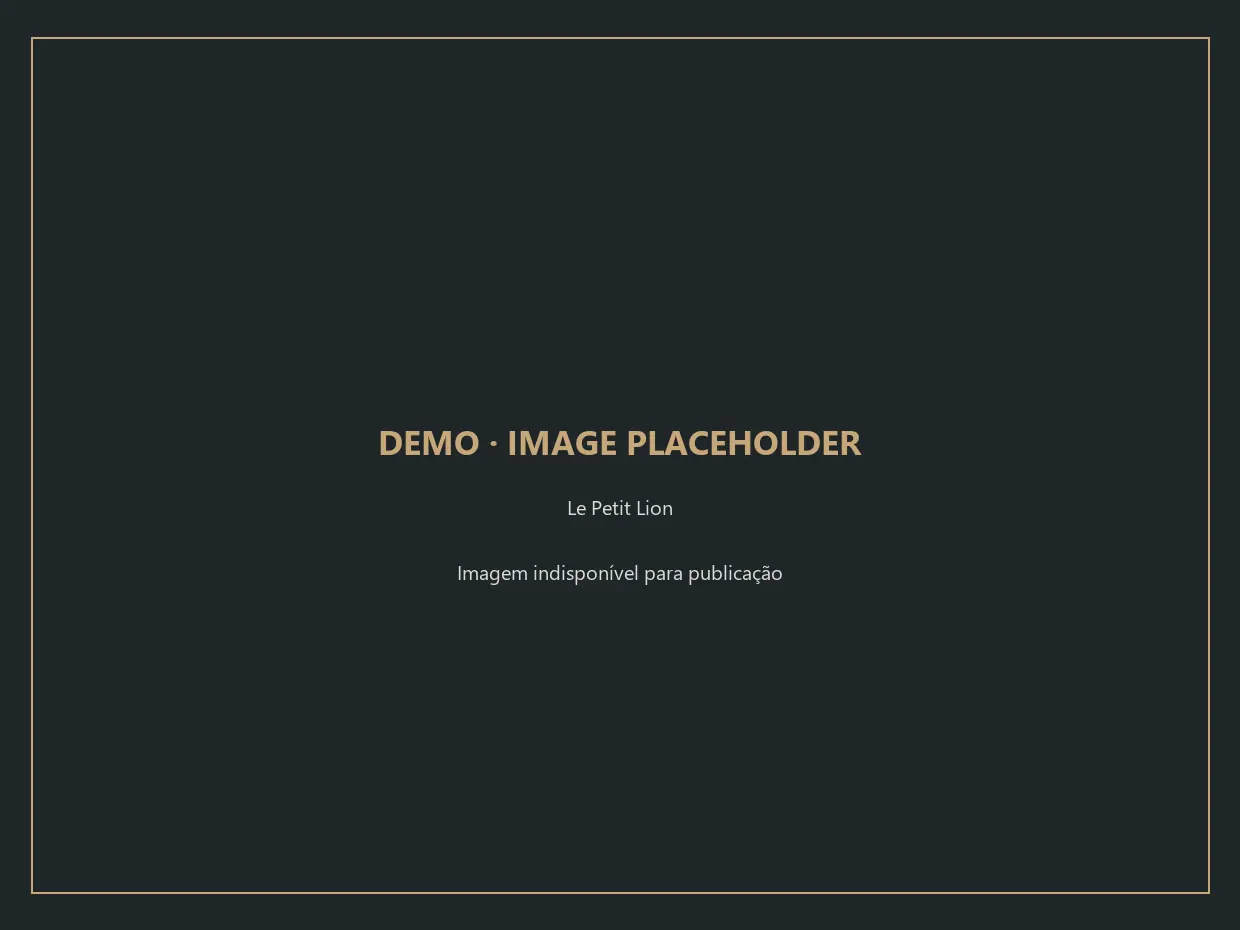 DEMO · IMAGE PLACEHOLDER
Le Petit Lion
Imagem indisponível para publicação